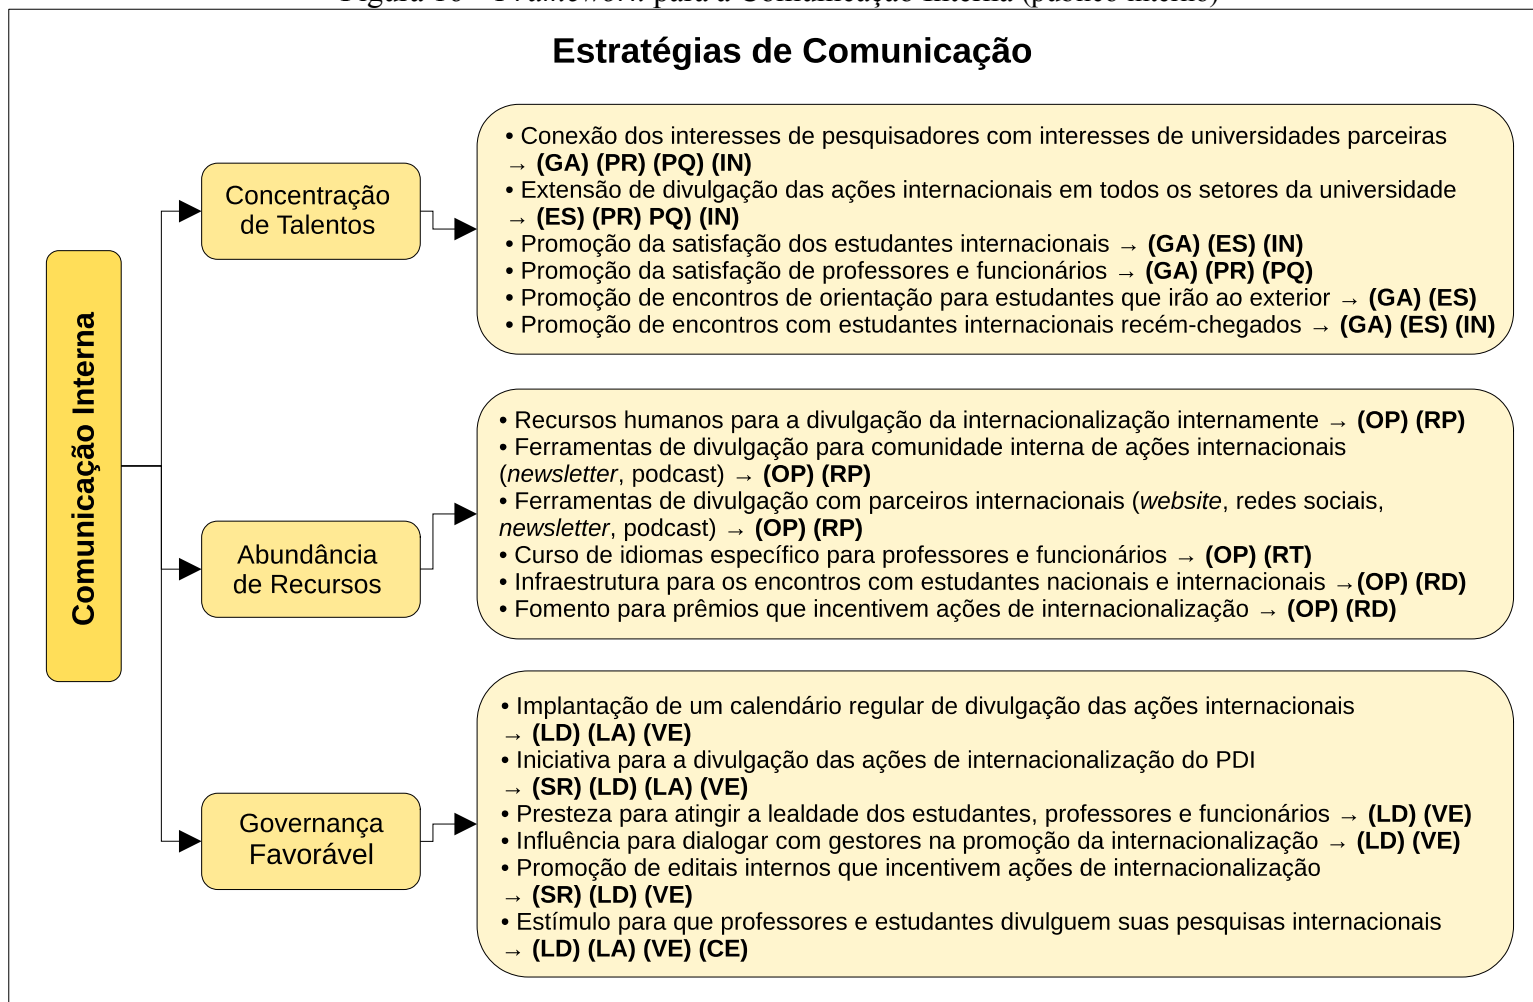 Figura 16 – Framework para a Comunicação Interna (público interno)
Estratégias de Comunicação
Comunicação Interna
Concentração
de Talentos
• Conexão dos interesses de pesquisadores com interesses de universidades parceiras
→ (GA) (PR) (PQ) (IN)
• Extensão de divulgação das ações internacionais em todos os setores da universidade
→ (ES) (PR) PQ) (IN)
• Promoção da satisfação dos estudantes internacionais → (GA) (ES) (IN)
• Promoção da satisfação de professores e funcionários → (GA) (PR) (PQ)
• Promoção de encontros de orientação para estudantes que irão ao exterior → (GA) (ES)
• Promoção de encontros com estudantes internacionais recém-chegados → (GA) (ES) (IN)
Abundância
de Recursos
• Recursos humanos para a divulgação da internacionalização internamente → (OP) (RP)
• Ferramentas de divulgação para comunidade interna de ações internacionais
(newsletter, podcast) → (OP) (RP)
• Ferramentas de divulgação com parceiros internacionais (website, redes sociais,
newsletter, podcast) → (OP) (RP)
• Curso de idiomas específico para professores e funcionários → (OP) (RT)
• Infraestrutura para os encontros com estudantes nacionais e internacionais →(OP) (RD)
• Fomento para prêmios que incentivem ações de internacionalização → (OP) (RD)
Governança
Favorável
• Implantação de um calendário regular de divulgação das ações internacionais
→ (LD) (LA) (VE)
• Iniciativa para a divulgação das ações de internacionalização do PDI
→ (SR) (LD) (LA) (VE)
• Presteza para atingir a lealdade dos estudantes, professores e funcionários → (LD) (VE)
• Influência para dialogar com gestores na promoção da internacionalização → (LD) (VE)
• Promoção de editais internos que incentivem ações de internacionalização
→ (SR) (LD) (VE)
• Estímulo para que professores e estudantes divulguem suas pesquisas internacionais
→ (LD) (LA) (VE) (CE)